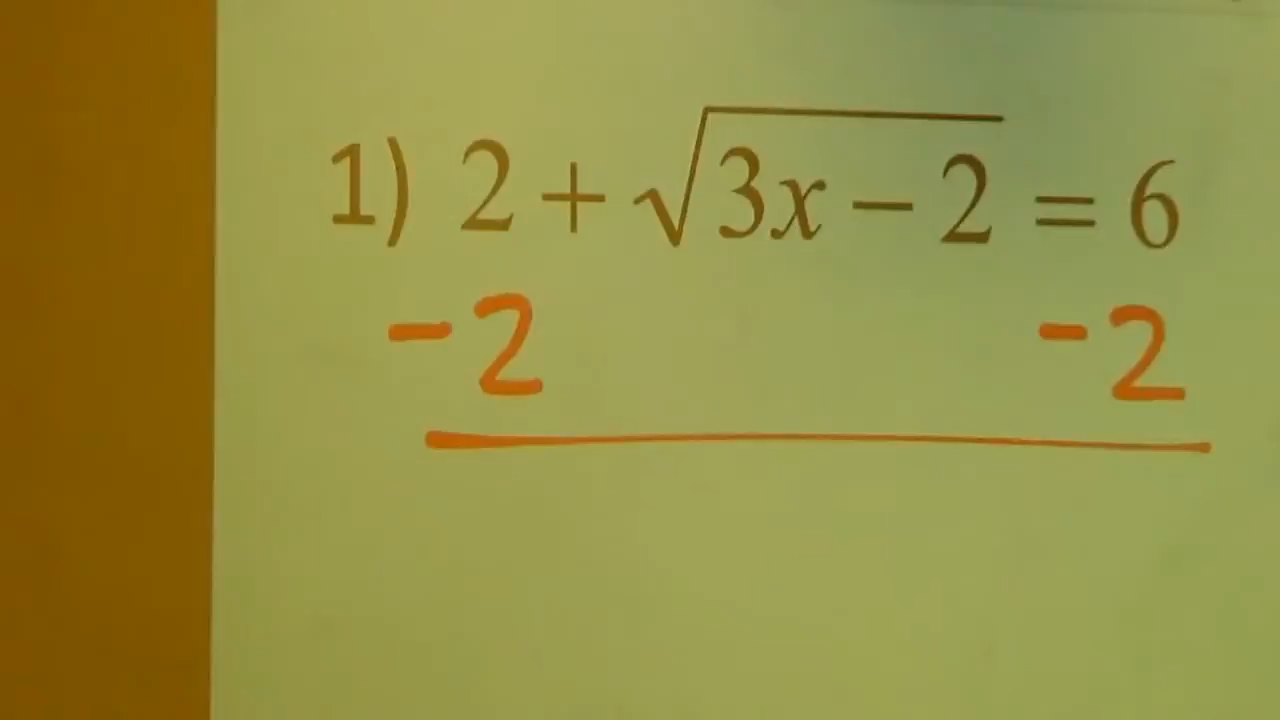 1) 2 + √(3x − 2) = 6
-2 -2